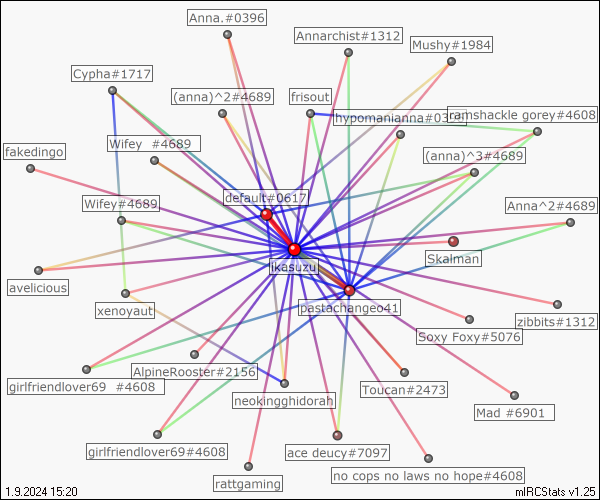 Anna.#0396
Annarchist#1312
Mushy#1984
Cypha#1717
(anna)^2#4689
frisout
hypomanianna#03
ramshackle gorey#4608
Wifey  #4689
fakedingo
(anna)^3#4689
default#0617
Wifey#4689
Anna^2#4689
ikasuzu
Skalman
avelicious
xenoyaut
pastachangeo41
zibbits#1312
Soxy Foxy#5076
AlpineRooster#2156
girlfriendlover69  #4608
neokingghidorah
Toucan#2473
Mad #6901
girlfriendlover69#4608
ace deucy#7097
rattgaming
no cops no laws no hope#4608
1.9.2024 15:20
mIRCStats v1.25